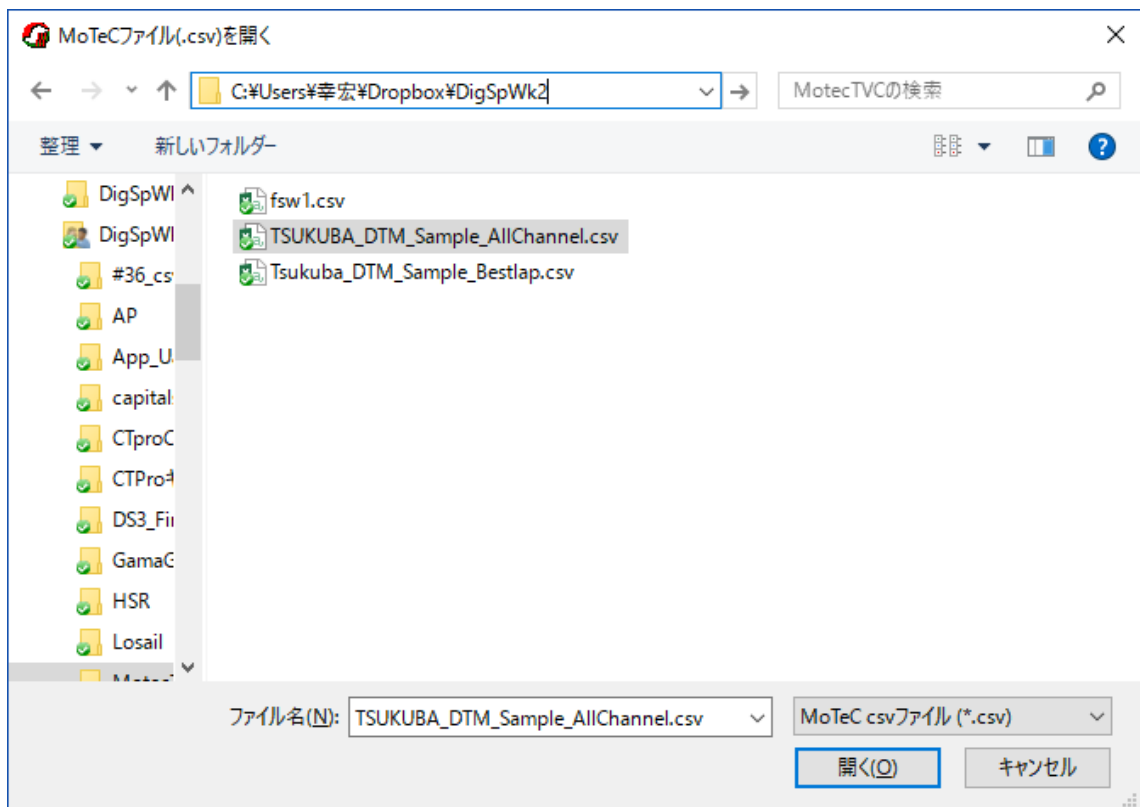 MoTeCファイル(.csv)を開く
C:¥Users¥幸宏¥Dropbox¥DigSpWk2
MotecTVCの検索
整理
新しいフォルダー
DigSpWl
DigSpWl
#36_cs
AP
App_U
capital
CTproC
CTPro
DS3_Fi
GamaG
HSR
Losail
fsw1.csv
TSUKUBA_DTM_Sample_AllChannel.csv
Tsukuba_DTM_Sample_Bestlap.csv
ファイル名(N):
TSUKUBA_DTM_Sample_AllChannel.csv
MoTeC csvファイル (*.csv)
開く(O)
キャンセル